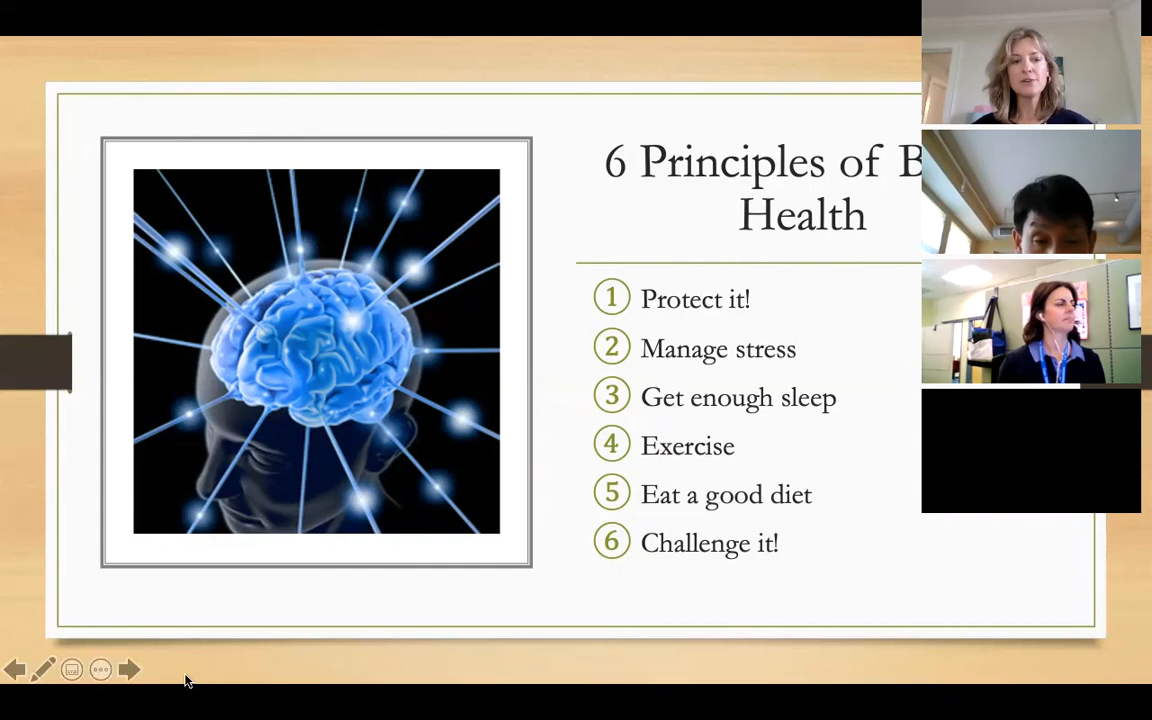 6 Principles of B
Health
1 Protect it!
2 Manage stress
3 Get enough sleep
4 Exercise
5 Eat a good diet
6 Challenge it!